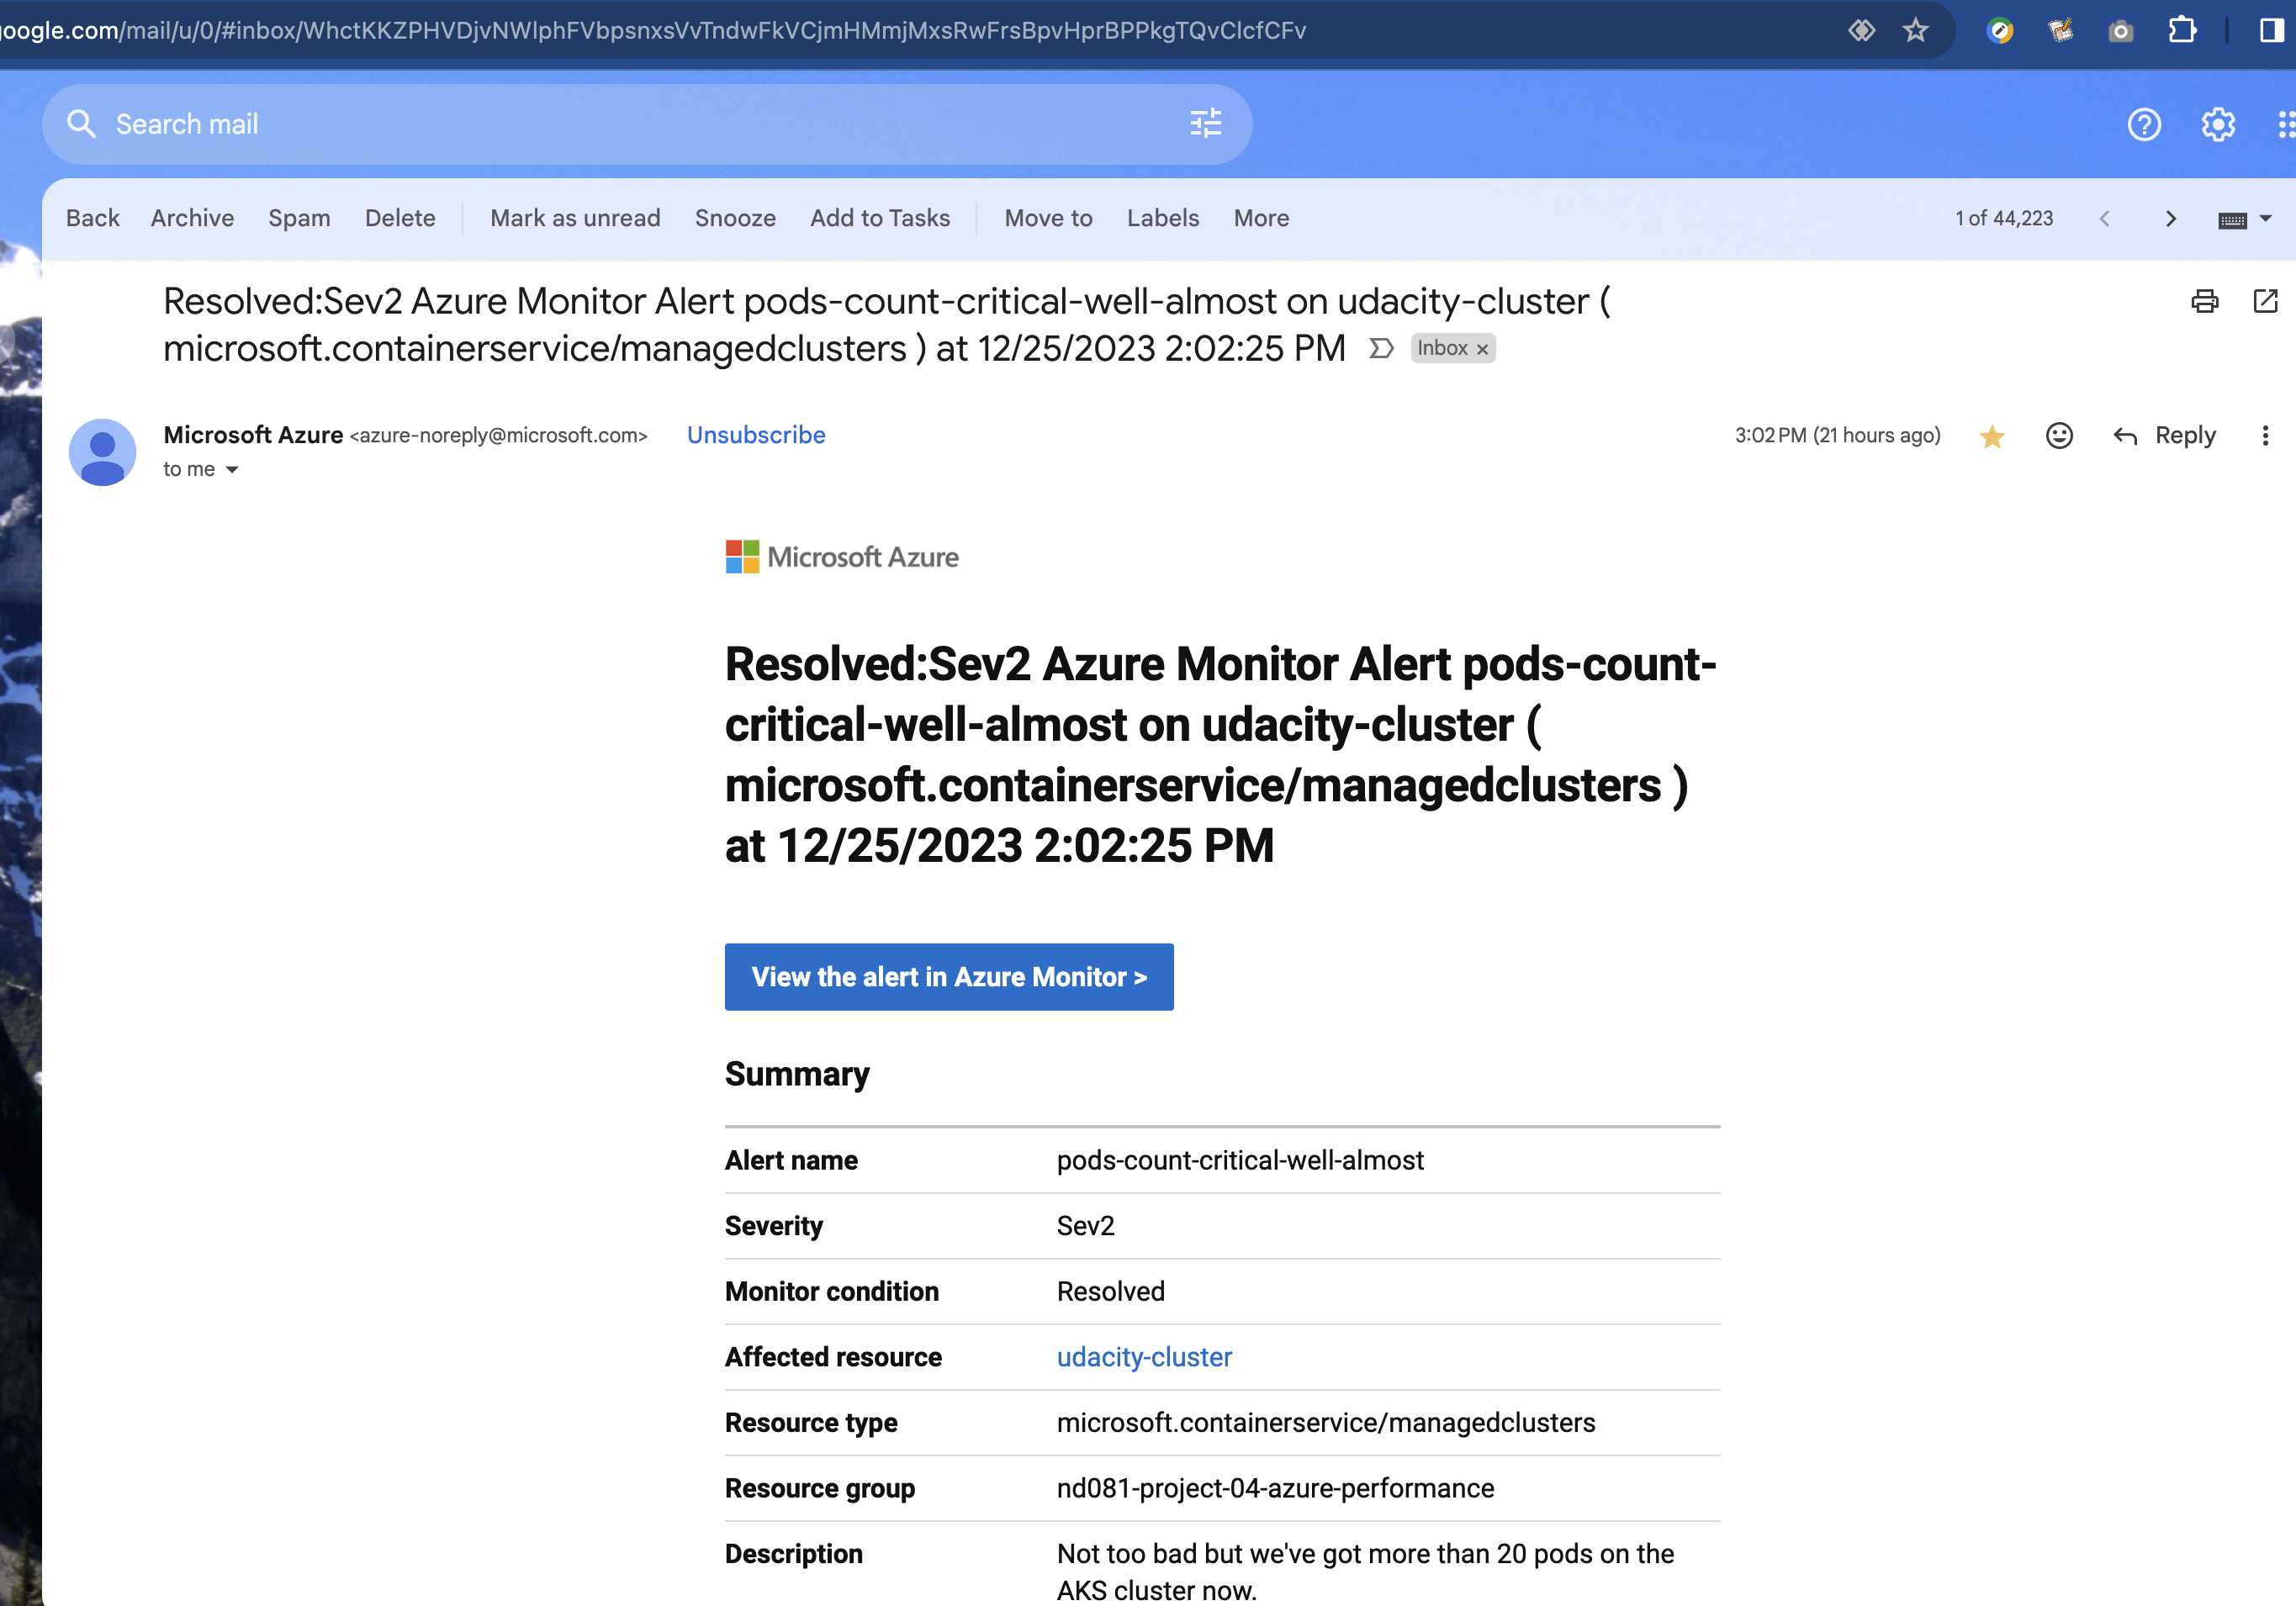 oogle.com/mail/u/0/#inbox/WhctKKZPHVDjvNWlphFVbpsnxsVvTndwFkVCjmHMmjMxsRwFrsBpvHprBPPkgTQvClcfCFv
Search mail
Back Archive Spam Delete Mark as unread Snooze Add to Tasks Move to Labels More 1 of 44,223
Resolved:Sev2 Azure Monitor Alert pods-count-critical-well-almost on udacity-cluster (
microsoft.containerservice/managedclusters ) at 12/25/2023 2:02:25 PM Inbox ×
Microsoft Azure <azure-noreply@microsoft.com> Unsubscribe 3:02 PM (21 hours ago) Reply
to me
Microsoft Azure
Resolved:Sev2 Azure Monitor Alert pods-count-
critical-well-almost on udacity-cluster (
microsoft.containerservice/managedclusters )
at 12/25/2023 2:02:25 PM
View the alert in Azure Monitor >
Summary
Alert name pods-count-critical-well-almost
Severity Sev2
Monitor condition Resolved
Affected resource udacity-cluster
Resource type microsoft.containerservice/managedclusters
Resource group nd081-project-04-azure-performance
Description Not too bad but we've got more than 20 pods on the
AKS cluster now.